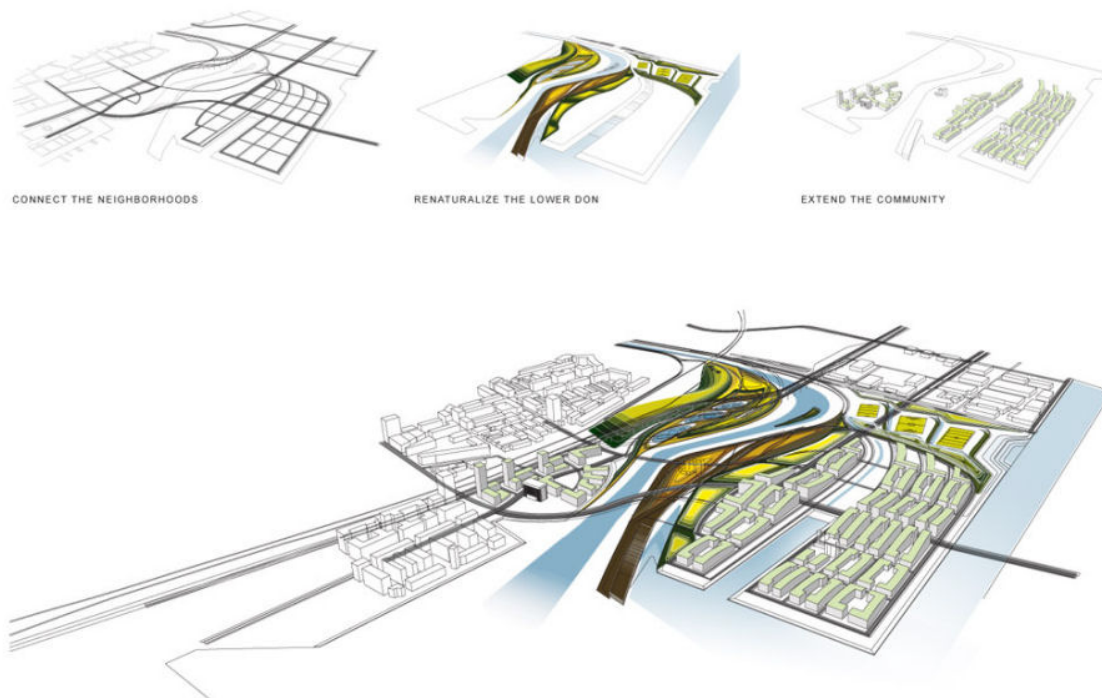 CONNECT THE NEIGHBORHOODS
RENATURALIZE THE LOWER DON
EXTEND THE COMMUNITY